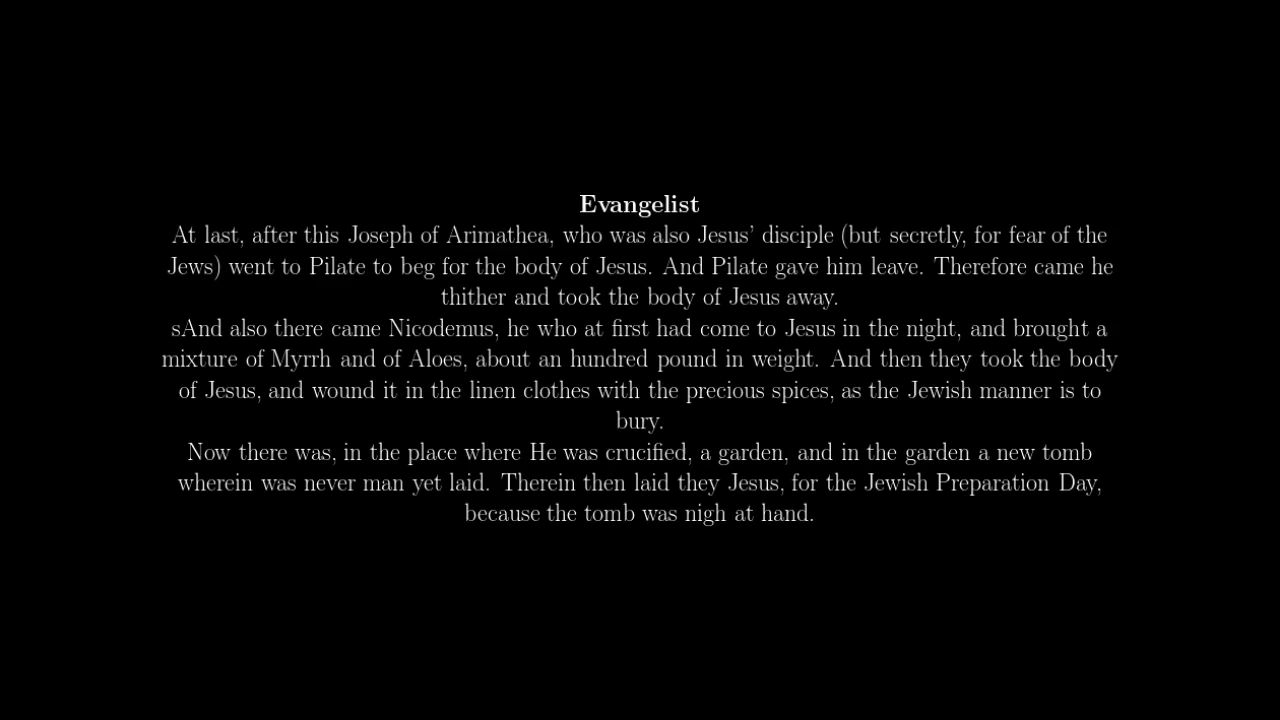 Evangelist
At last, after this Joseph of Arimathea, who was also Jesus' disciple (but secretly, for fear of the
Jews) went to Pilate to beg for the body of Jesus. And Pilate gave him leave. Therefore came he
thither and took the body of Jesus away.
sAnd also there came Nicodemus, he who at first had come to Jesus in the night, and brought a
mixture of Myrrh and of Aloes, about an hundred pound in weight. And then they took the body
of Jesus, and wound it in the linen clothes with the precious spices, as the Jewish manner is to
bury.
Now there was, in the place where He was crucified, a garden, and in the garden a new tomb
wherein was never man yet laid. Therein then laid they Jesus, for the Jewish Preparation Day,
because the tomb was nigh at hand.